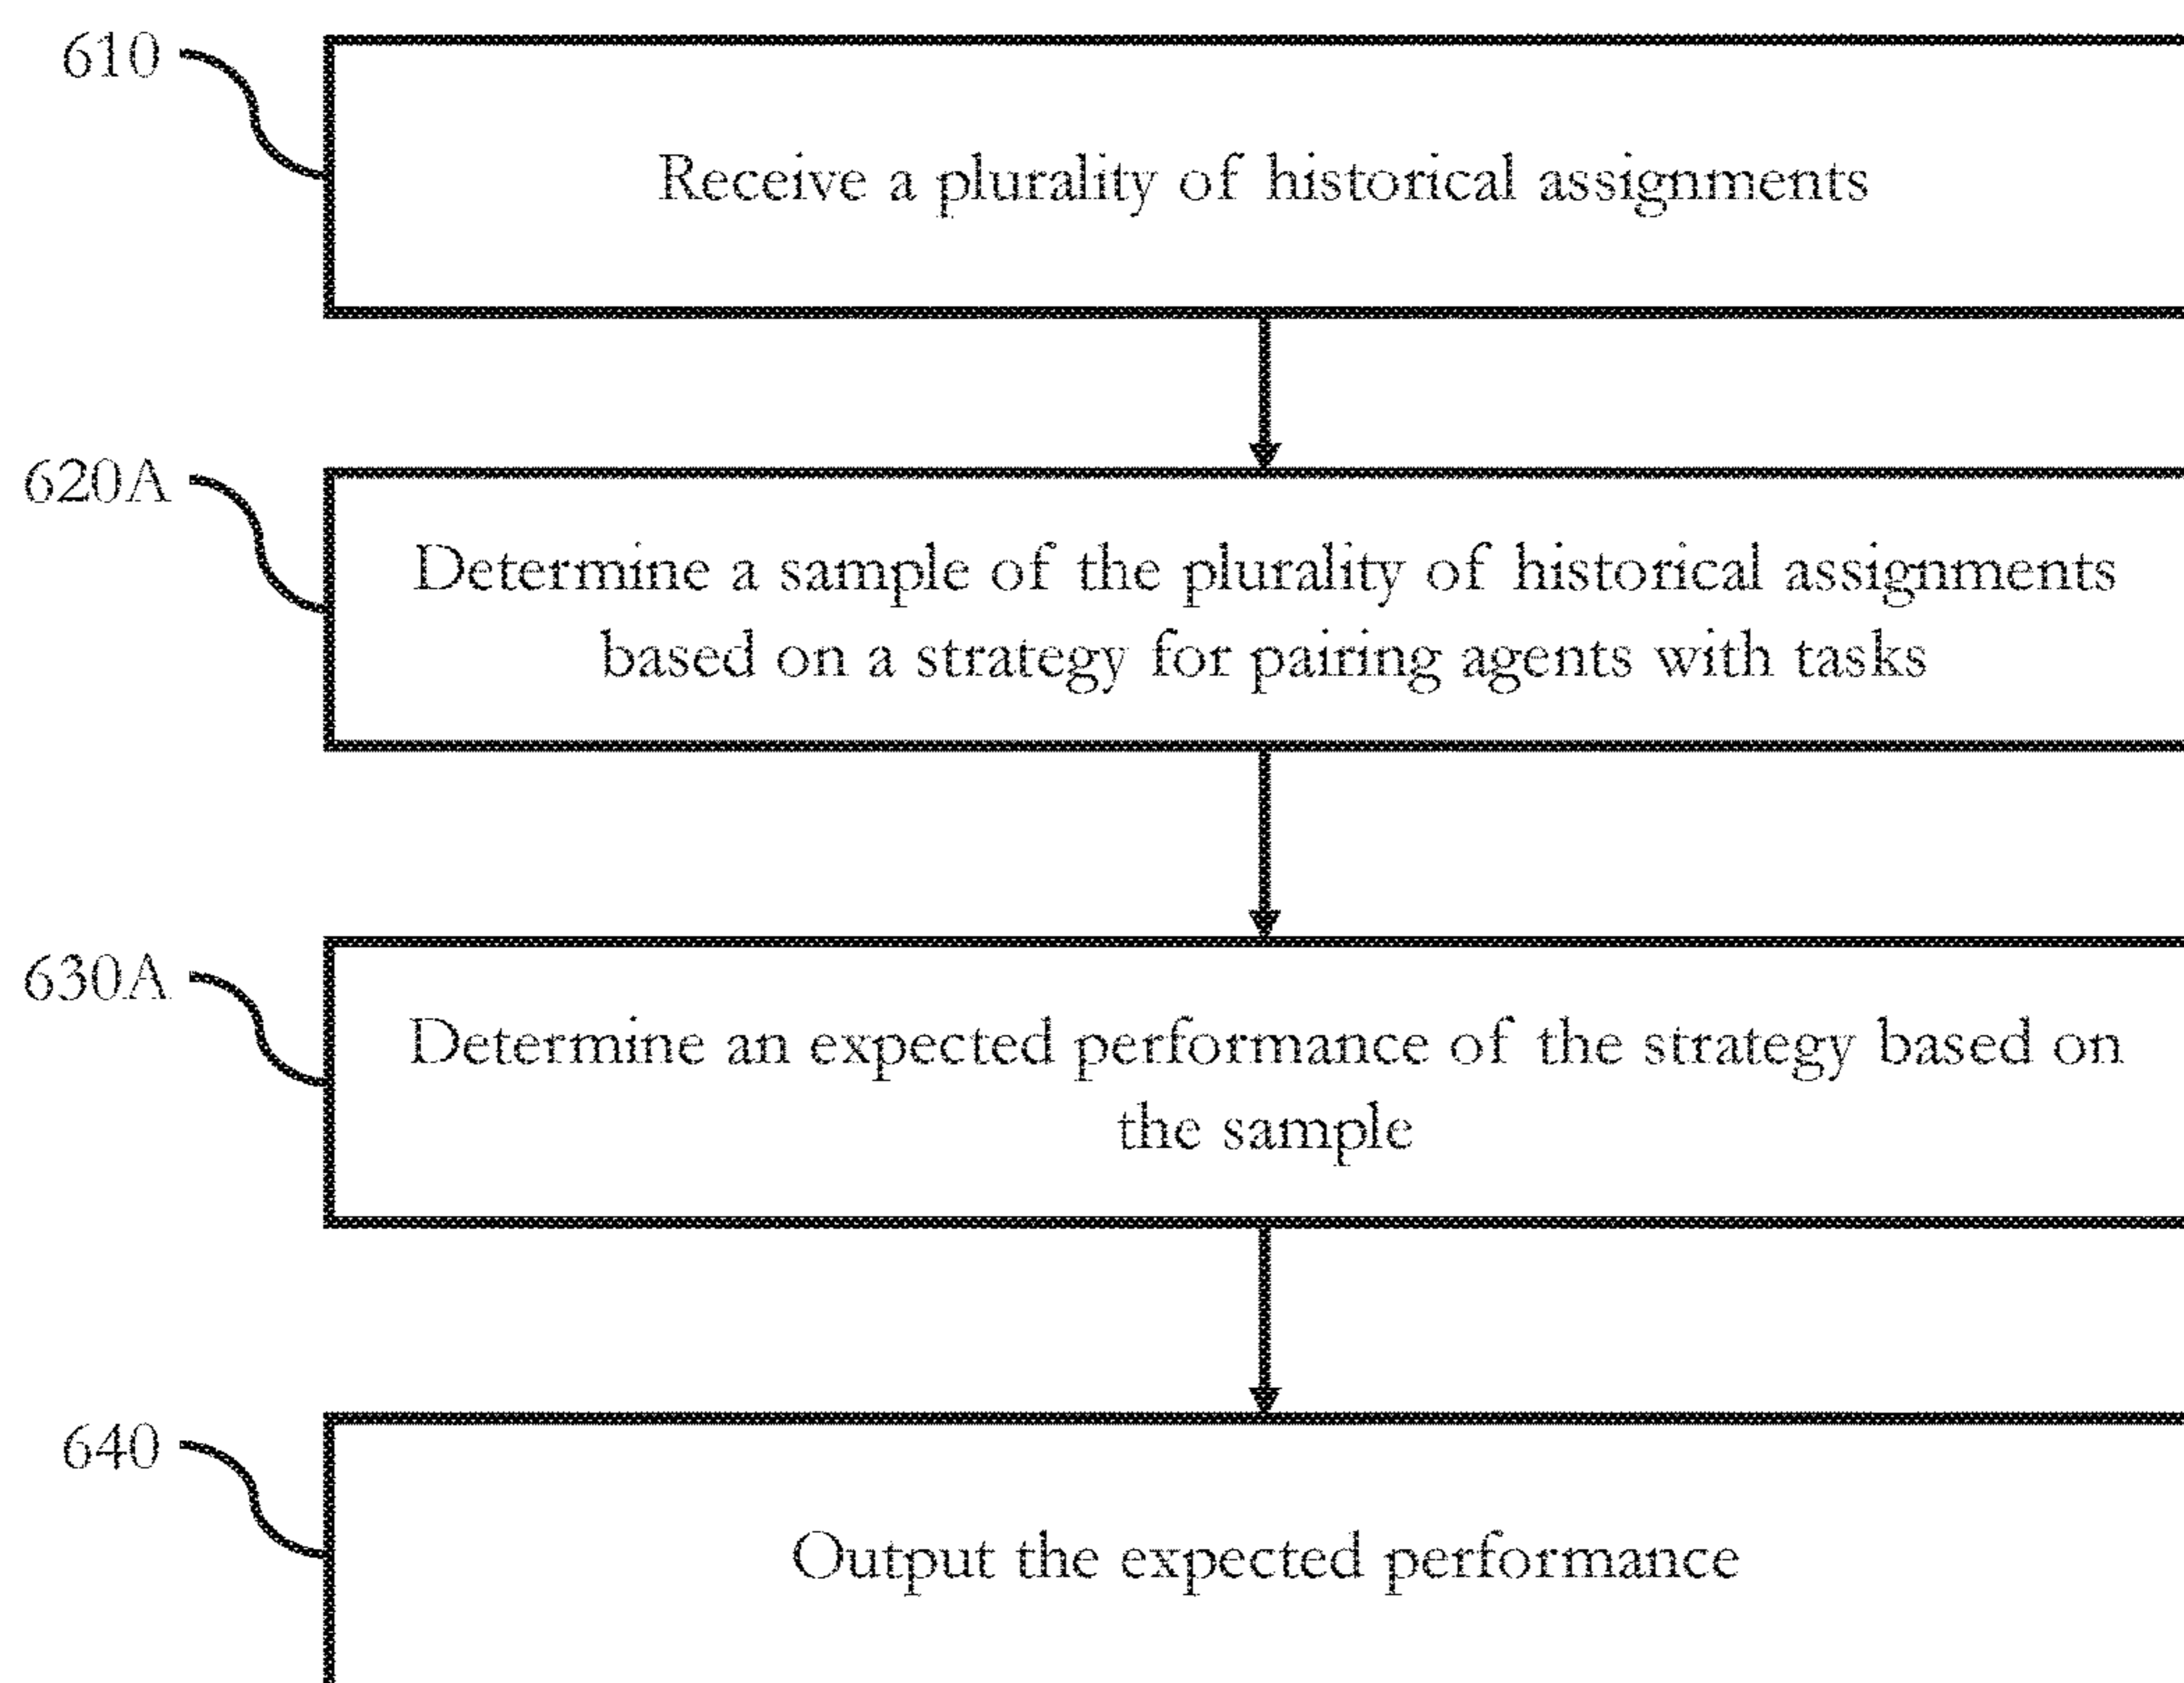 610
Receive a plurality of historical assignments
620A
Determine a sample of the plurality of historical assignments
based on a strategy for pairing agents with tasks
630A
Determine an expected performance of the strategy based on
the sample
640
Output the expected performance